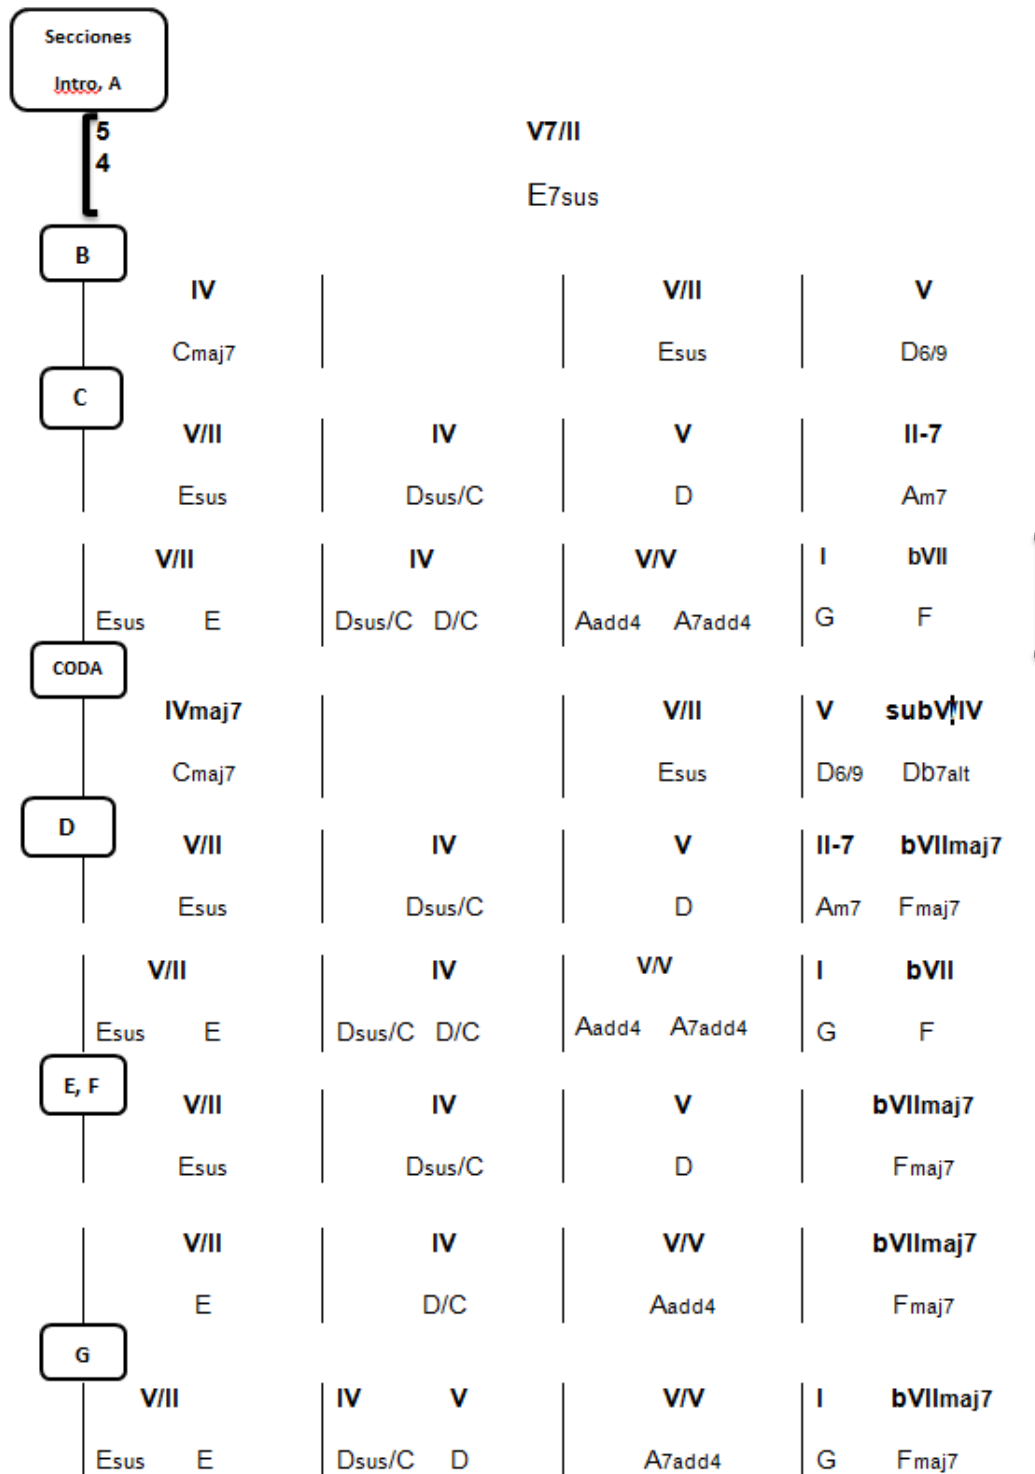 Secciones
Intro, A
5
4
V7/II
E7sus
B
IV V/II V
Cmaj7 Esus D6/9
C
V/II IV V II-7
Esus Dsus/C D Am7
V/II IV V/V I bVII
Esus E Dsus/C D/C Aadd4 A7add4 G F
CODA
IVmaj7 V/II V subV/IV
Cmaj7 Esus D6/9 Db7alt
D
V/II IV V II-7 bVIImaj7
Esus Dsus/C D Am7 Fmaj7
V/II IV V/V I bVII
Esus E Dsus/C D/C Aadd4 A7add4 G F
E, F
V/II IV V bVIImaj7
Esus Dsus/C D Fmaj7
V/II IV V/V bVIImaj7
E D/C Aadd4 Fmaj7
G
V/II IV V V/V I bVIImaj7
Esus E Dsus/C D A7add4 G Fmaj7